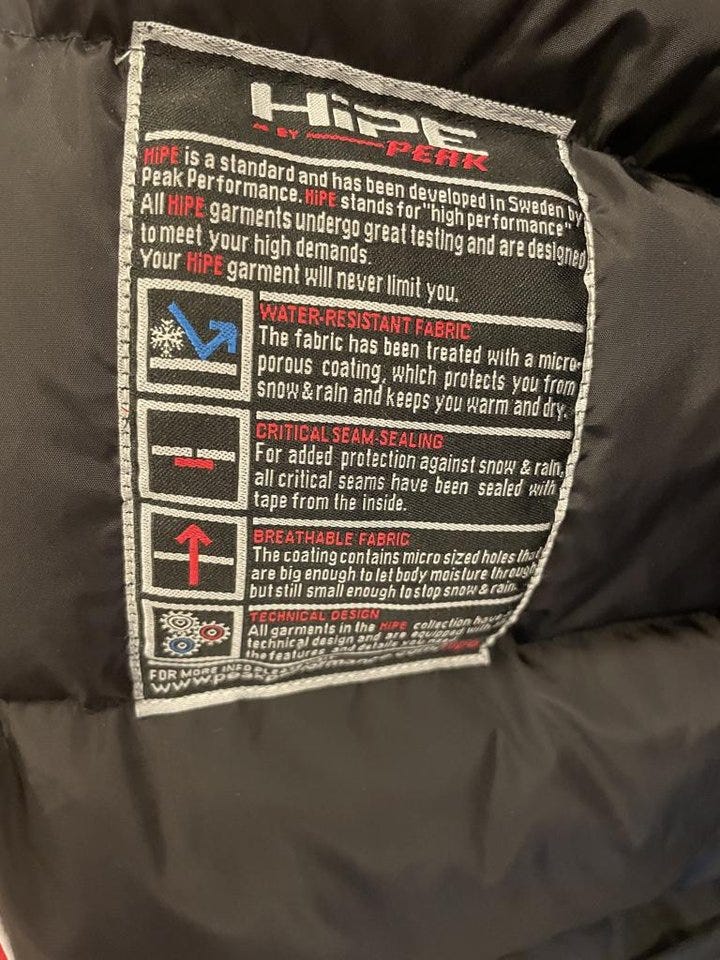 HiPE
BY PEAK
HiPE is a standard and has been developed in Sweden by
Peak Performance. HiPE stands for "high performance"
All HiPE garments undergo great testing and are designed
to meet your high demands.
Your HiPE garment will never limit you.
WATER-RESISTANT FABRIC
The fabric has been treated with a micro-
porous coating, which protects you from
snow & rain and keeps you warm and dry.
CRITICAL SEAM-SEALING
For added protection against snow & rain,
all critical seams have been sealed with
tape from the inside.
BREATHABLE FABRIC
The coating contains micro sized holes that
are big enough to let body moisture through
but still small enough to stop snow & rain.
TECHNICAL DESIGN
All garments in the HiPE collection have
technical design and are equipped with
the features and details you need.
FOR MORE INFO